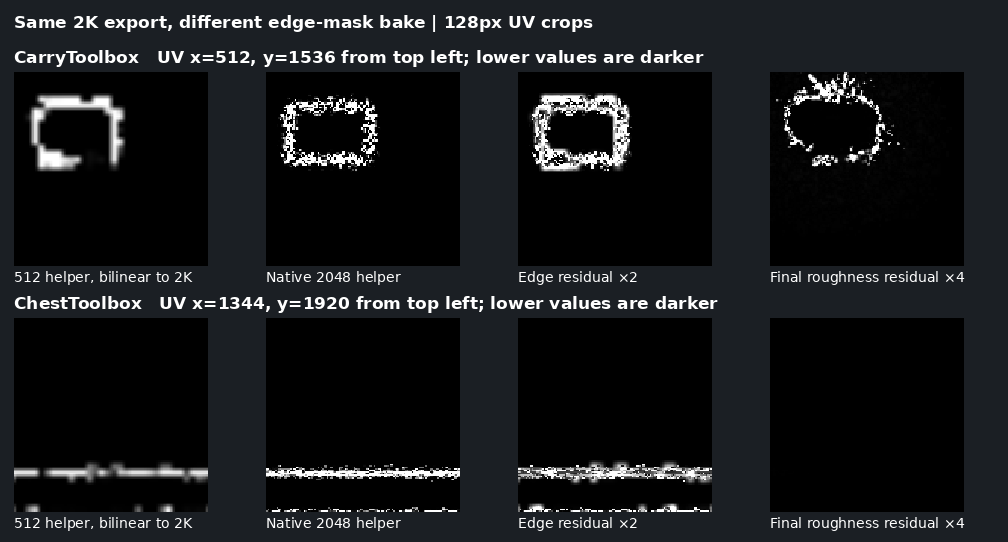 Same 2K export, different edge-mask bake | 128px UV crops
CarryToolbox   UV x=512, y=1536 from top left; lower values are darker
512 helper, bilinear to 2K
Native 2048 helper
Edge residual ×2
Final roughness residual ×4
ChestToolbox   UV x=1344, y=1920 from top left; lower values are darker
512 helper, bilinear to 2K
Native 2048 helper
Edge residual ×2
Final roughness residual ×4